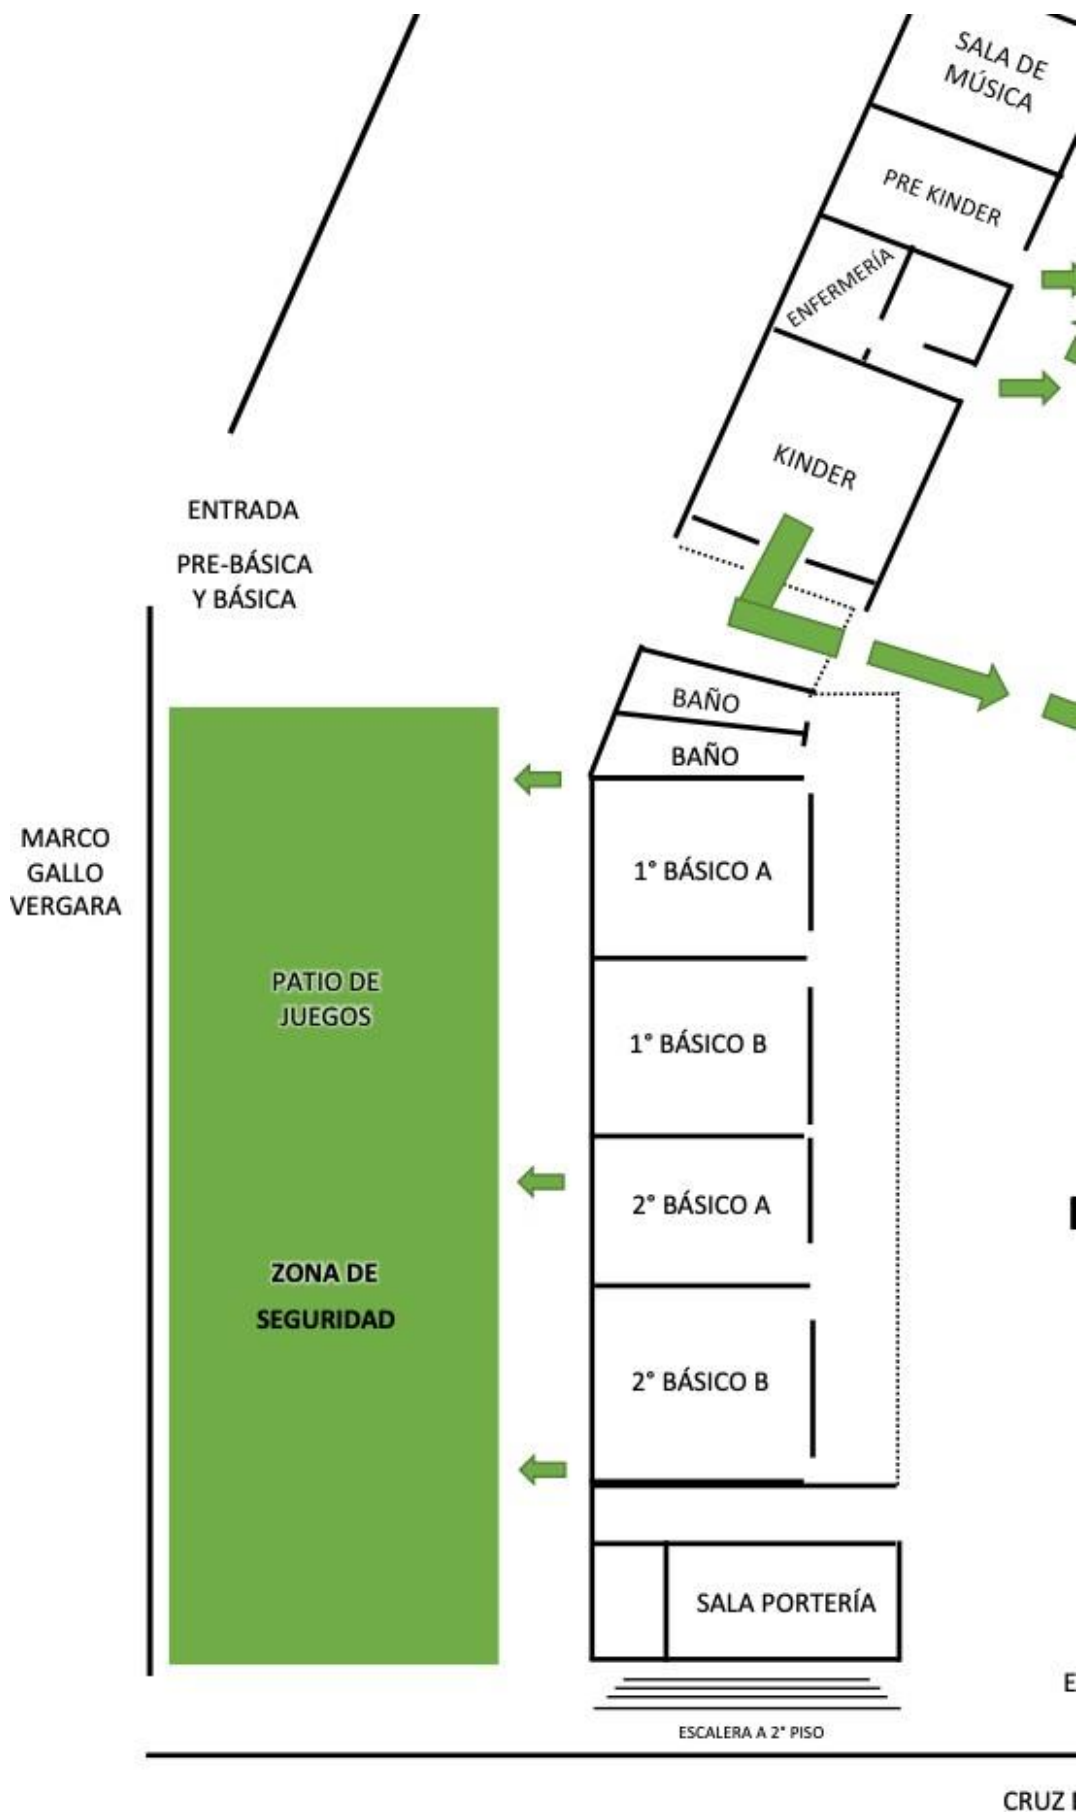 SALA DE
MÚSICA
PRE KINDER
ENFERMERÍA
KINDER
ENTRADA
PRE-BÁSICA
Y BÁSICA
BAÑO
BAÑO
MARCO
GALLO
VERGARA
1° BÁSICO A
PATIO DE
JUEGOS
1° BÁSICO B
2° BÁSICO A
ZONA DE
SEGURIDAD
2° BÁSICO B
SALA PORTERÍA
ESCALERA A 2° PISO
CRUZ